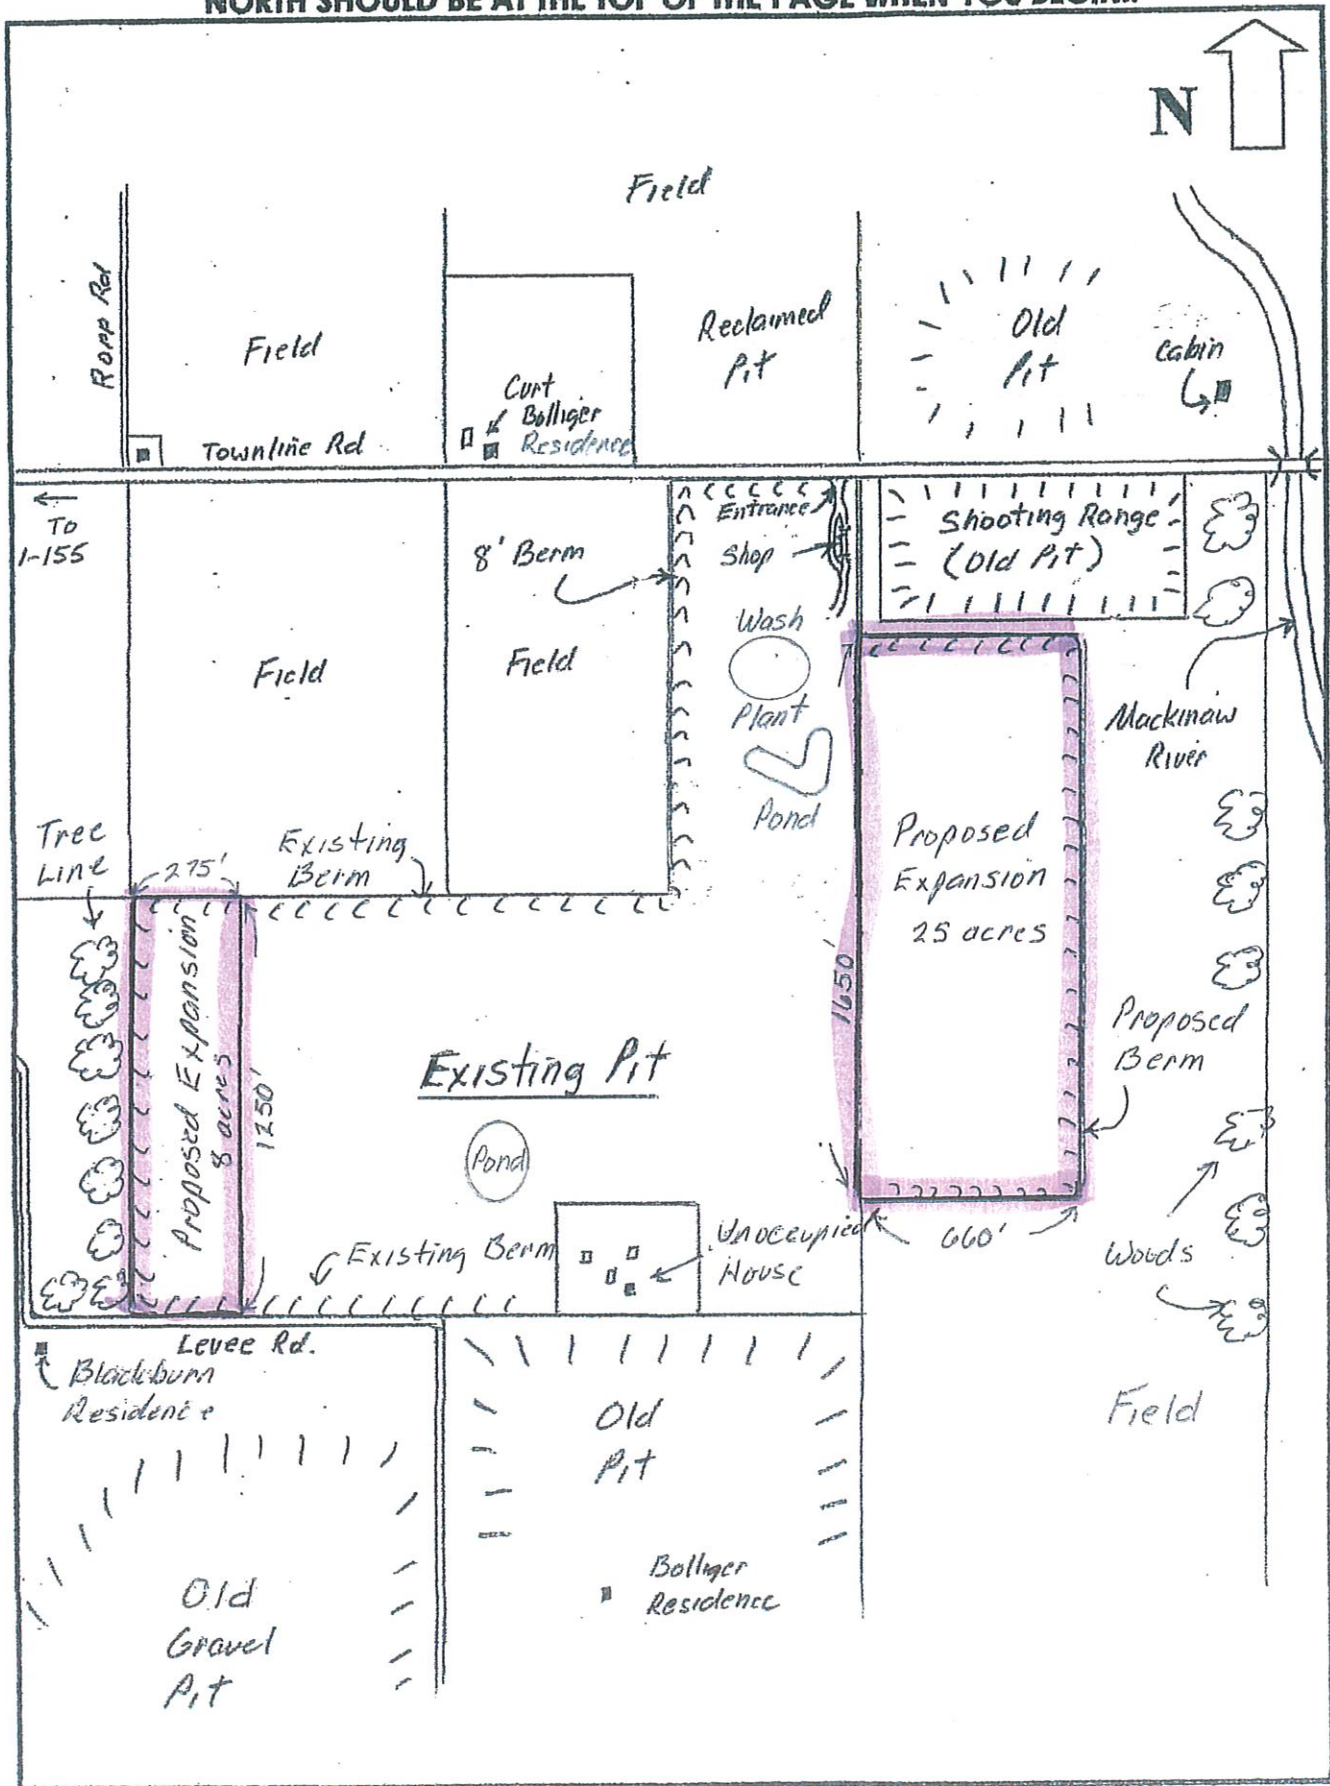 NORTH SHOULD BE AT THE TOP OF THE PAGE WHEN YOU BEGIN
N
Field
Ropp Rd
Field
Reclaimed
Pit
Old
Pit
Cabin
Curt
Bolliger
Residence
Townline Rd
To
I-155
8' Berm
Entrance
Shop
Shooting Range
(Old Pit)
Wash
Plant
Field
Field
Mackinaw
River
Pond
Tree
Line
275'
Existing
Berm
Proposed
Expansion
25 acres
1650'
Proposed
Berm
Proposed Expansion
8 acres
1250'
Existing Pit
Pond
Existing Berm
Unoccupied
House
660'
Woods
Levee Rd.
Blackburn
Residence
Old
Pit
Field
Bolliger
Residence
Old
Gravel
Pit